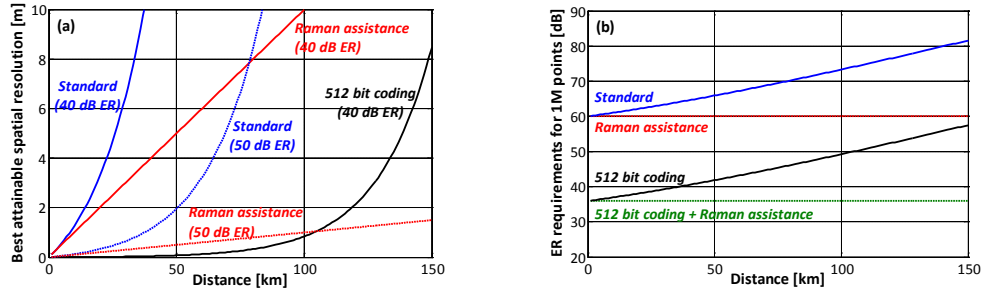 Best attainable spatial resolution [m]
10
8
6
4
2
0
(a)
Raman assistance
(40 dB ER)
Standard
(40 dB ER)
512 bit coding
(40 dB ER)
Standard
(50 dB ER)
Raman assistance
(50 dB ER)
0
50
100
150
Distance [km]
ER requirements for 1M points [dB]
90
80
70
60
50
40
30
20
(b)
Standard
Raman assistance
512 bit coding
512 bit coding + Raman assistance
0
50
100
150
Distance [km]